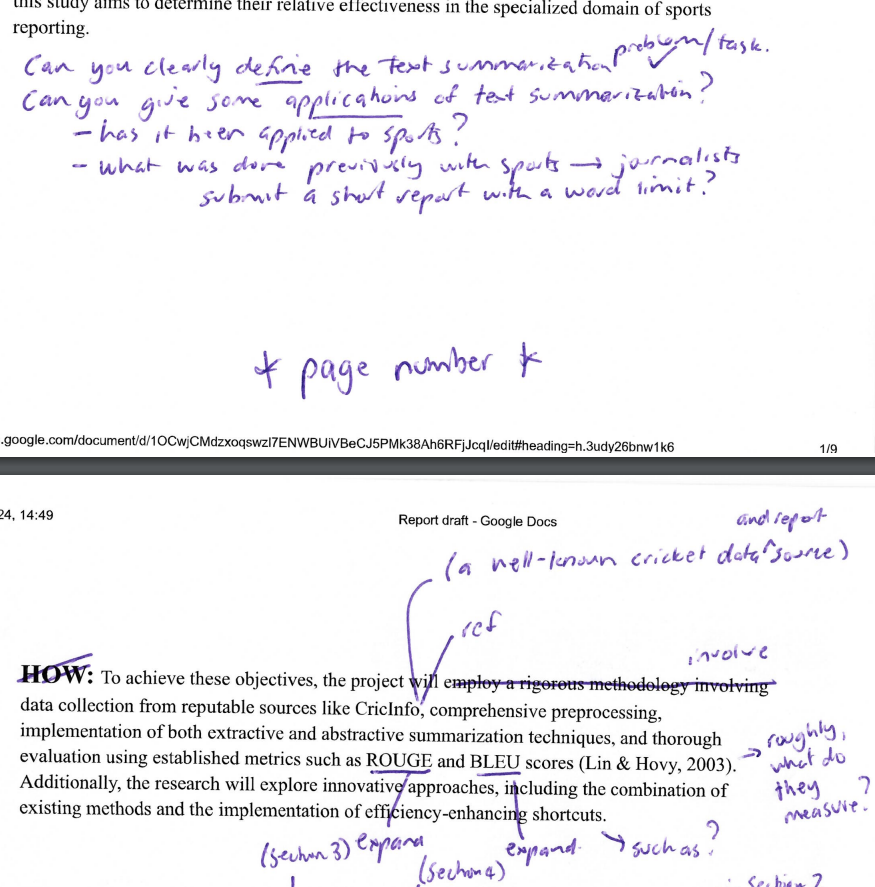 this study aims to determine their relative effectiveness in the specialized domain of sports
reporting.
Can you clearly define the text summarization problem/task.
Can you give some applications of text summarization?
- has it been applied to sports?
- what was done previously with sports → journalists
submit a short report with a word limit?
* page number *
.google.com/document/d/1OCwjCMdzxoqswzI7ENWBUiVBeCJ5PMk38Ah6RFjJcqI/edit#heading=h.3udy26bnw1k6
1/9
24, 14:49
Report draft - Google Docs
and report
(a well-known cricket data^source)
ref
involve
HOW: To achieve these objectives, the project will employ a rigorous methodology involving
data collection from reputable sources like CricInfo, comprehensive preprocessing,
implementation of both extractive and abstractive summarization techniques, and thorough
evaluation using established metrics such as ROUGE and BLEU scores (Lin & Hovy, 2003).
→ roughly,
what do
they ?
measure.
Additionally, the research will explore innovative approaches, including the combination of
existing methods and the implementation of efficiency-enhancing shortcuts.
(section 3) expand
expand.
→ such as?
(section 4)
section ?